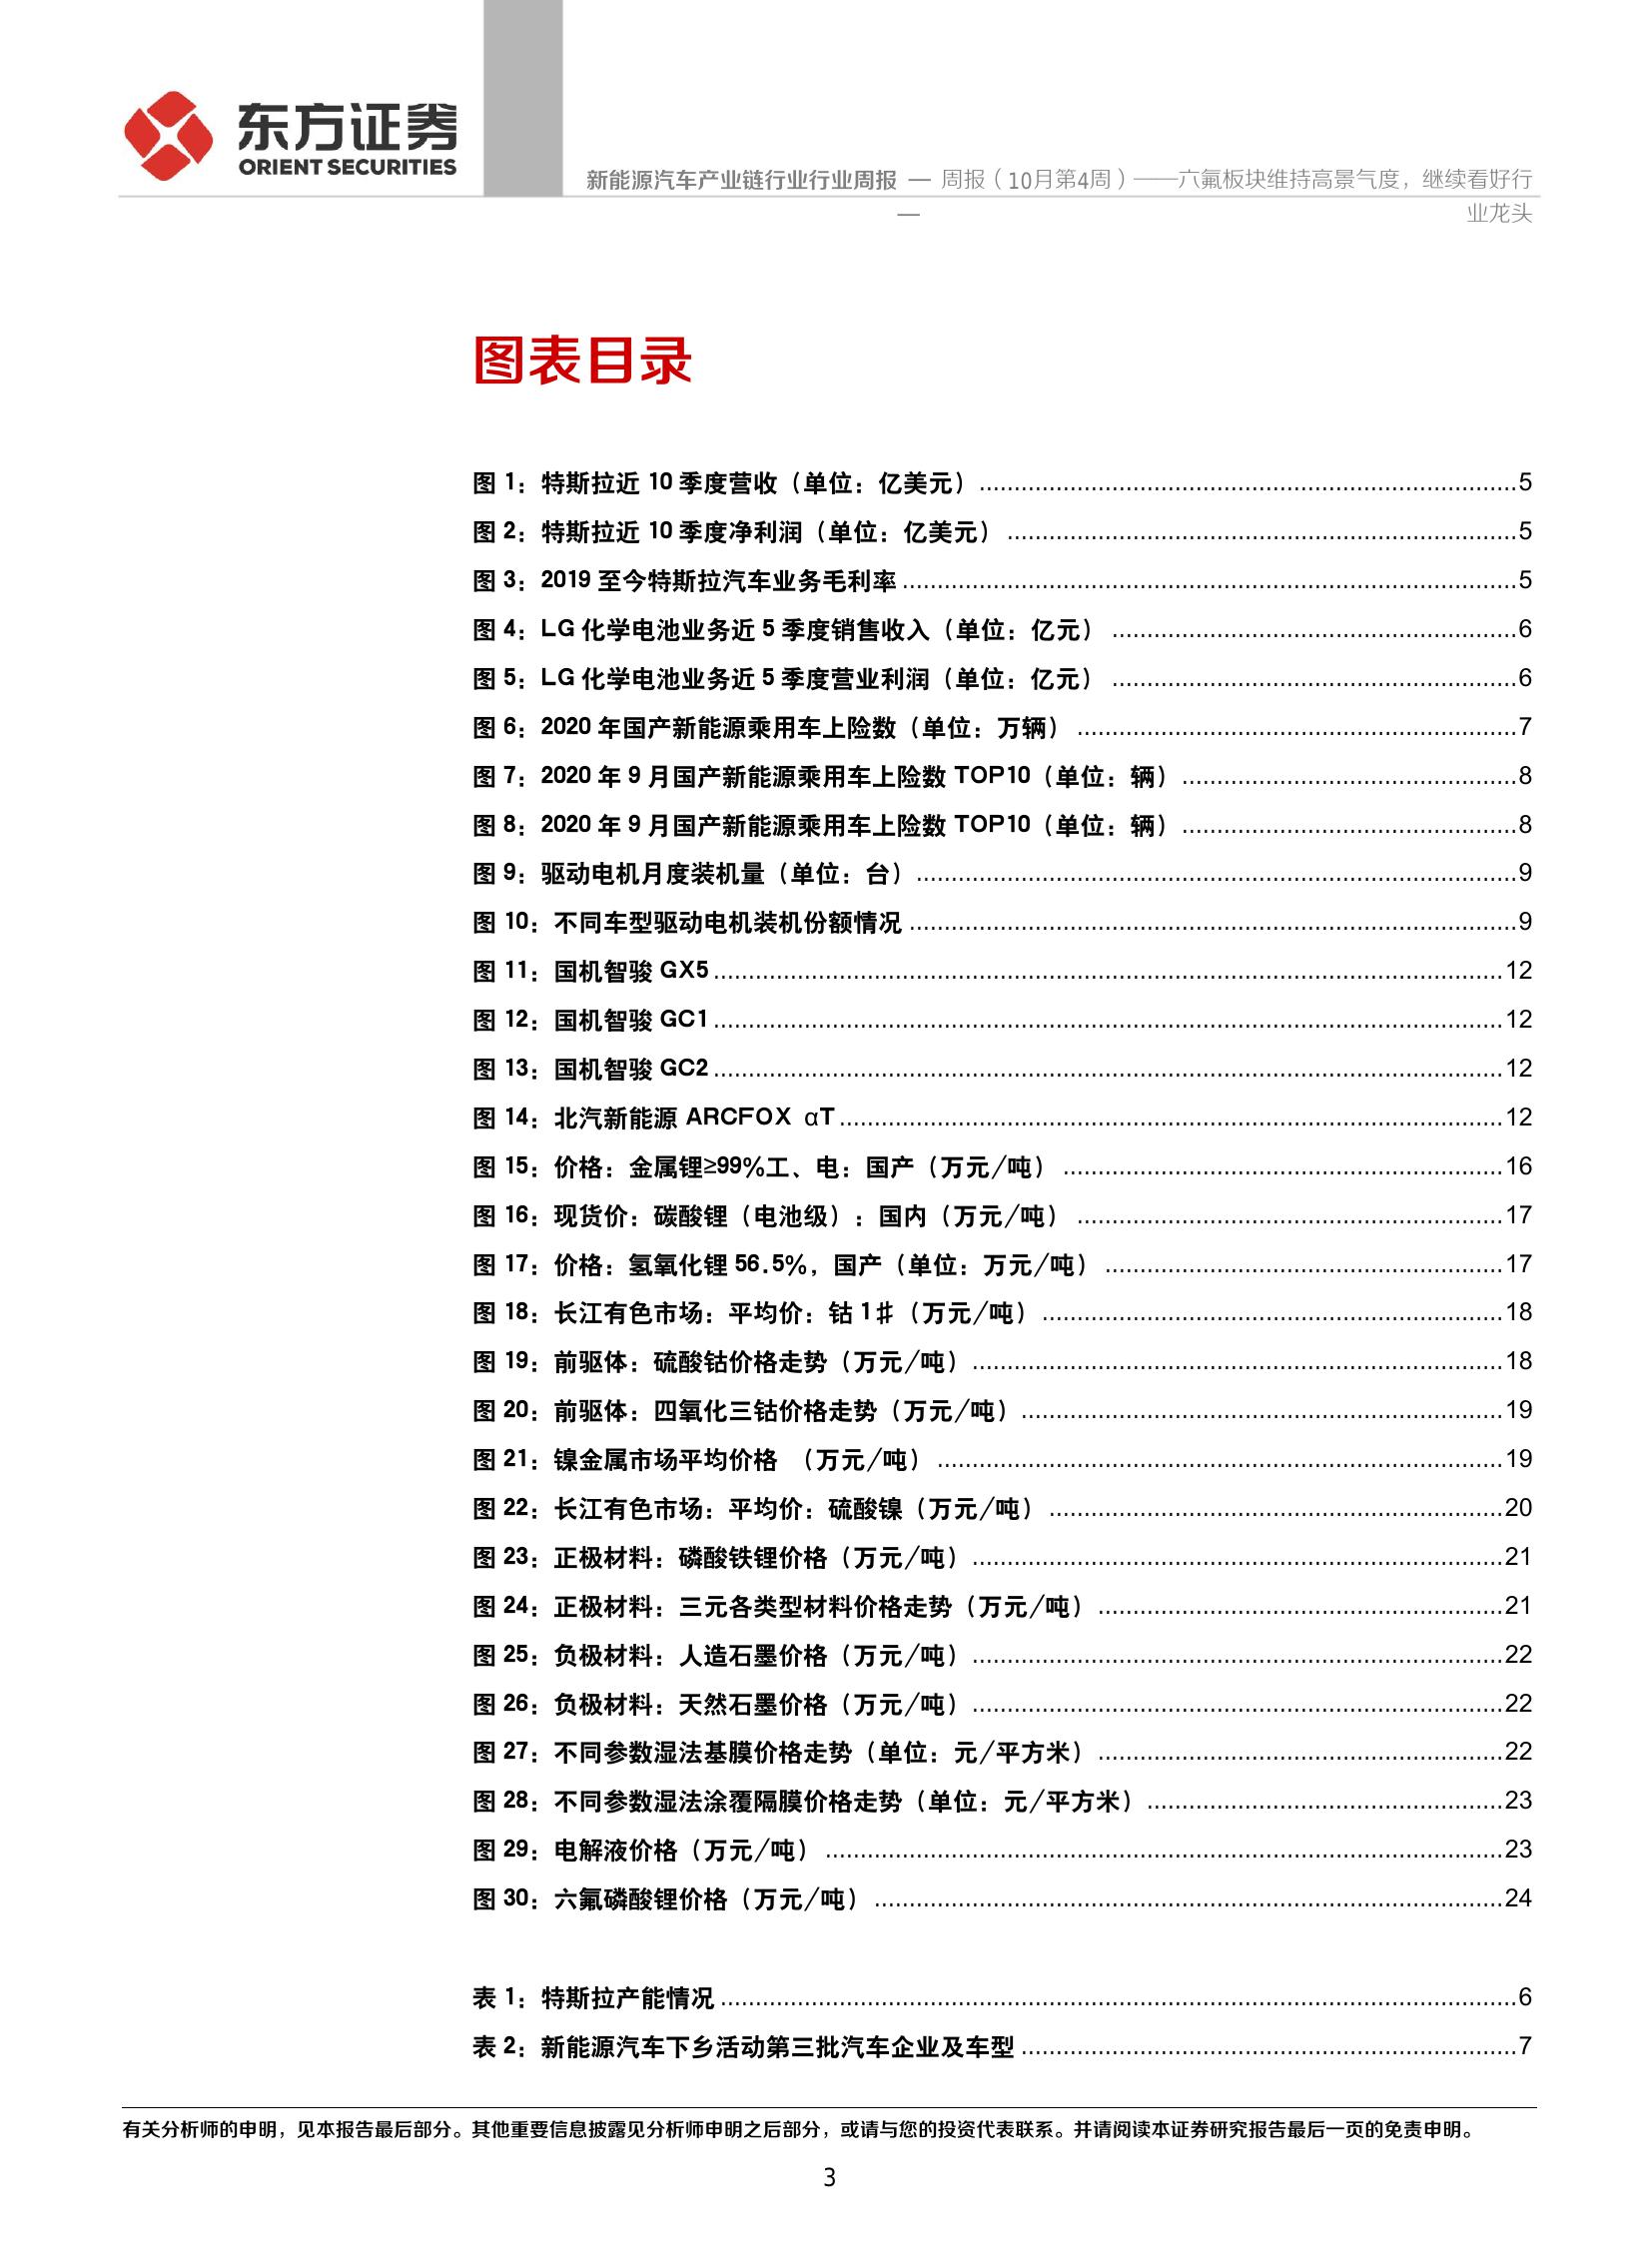 东方证券
ORIENT SECURITIES
新能源汽车产业链行业行业周报 — 周报（10月第4周）——六氟板块维持高景气度，继续看好行
—
业龙头
图表目录
图 1：特斯拉近 10 季度营收（单位：亿美元）................................5
图 2：特斯拉近 10 季度净利润（单位：亿美元）................................5
图 3：2019 至今特斯拉汽车业务毛利率................................5
图 4：LG 化学电池业务近 5 季度销售收入（单位：亿元）................................6
图 5：LG 化学电池业务近 5 季度营业利润（单位：亿元）................................6
图 6：2020 年国产新能源乘用车上险数（单位：万辆）................................7
图 7：2020 年 9 月国产新能源乘用车上险数 TOP10（单位：辆）................................8
图 8：2020 年 9 月国产新能源乘用车上险数 TOP10（单位：辆）................................8
图 9：驱动电机月度装机量（单位：台）................................9
图 10：不同车型驱动电机装机份额情况................................9
图 11：国机智骏 GX5................................12
图 12：国机智骏 GC1................................12
图 13：国机智骏 GC2................................12
图 14：北汽新能源 ARCFOX αT................................12
图 15：价格：金属锂≥99%工、电：国产（万元/吨）................................16
图 16：现货价：碳酸锂（电池级）：国内（万元/吨）................................17
图 17：价格：氢氧化锂 56.5%，国产（单位：万元/吨）................................17
图 18：长江有色市场：平均价：钴 1♯（万元/吨）................................18
图 19：前驱体：硫酸钴价格走势（万元/吨）................................18
图 20：前驱体：四氧化三钴价格走势（万元/吨）................................19
图 21：镍金属市场平均价格 （万元/吨）................................19
图 22：长江有色市场：平均价：硫酸镍（万元/吨）................................20
图 23：正极材料：磷酸铁锂价格（万元/吨）................................21
图 24：正极材料：三元各类型材料价格走势（万元/吨）................................21
图 25：负极材料：人造石墨价格（万元/吨）................................22
图 26：负极材料：天然石墨价格（万元/吨）................................22
图 27：不同参数湿法基膜价格走势（单位：元/平方米）................................22
图 28：不同参数湿法涂覆隔膜价格走势（单位：元/平方米）................................23
图 29：电解液价格（万元/吨）................................23
图 30：六氟磷酸锂价格（万元/吨）................................24
表 1：特斯拉产能情况................................6
表 2：新能源汽车下乡活动第三批汽车企业及车型................................7
有关分析师的申明，见本报告最后部分。其他重要信息披露见分析师申明之后部分，或请与您的投资代表联系。并请阅读本证券研究报告最后一页的免责申明。
3